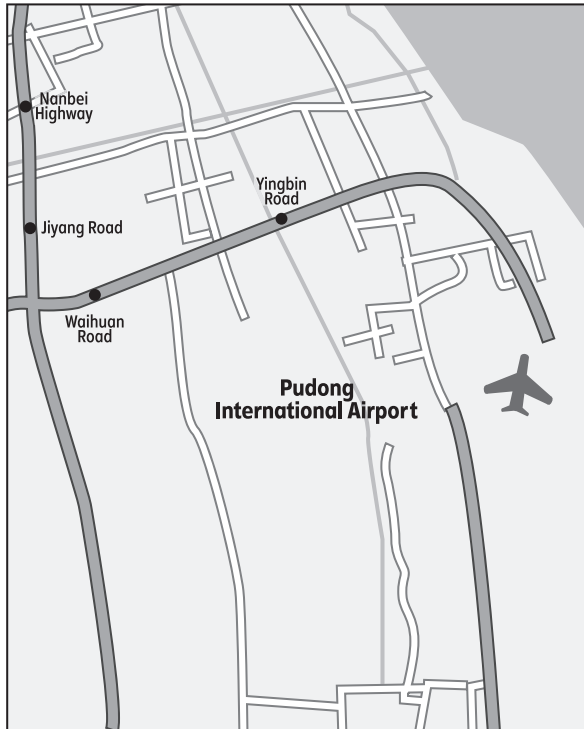 Nanbei
Highway
Yingbin
Road
Jiyang Road
Waihuan
Road
Pudong
International Airport